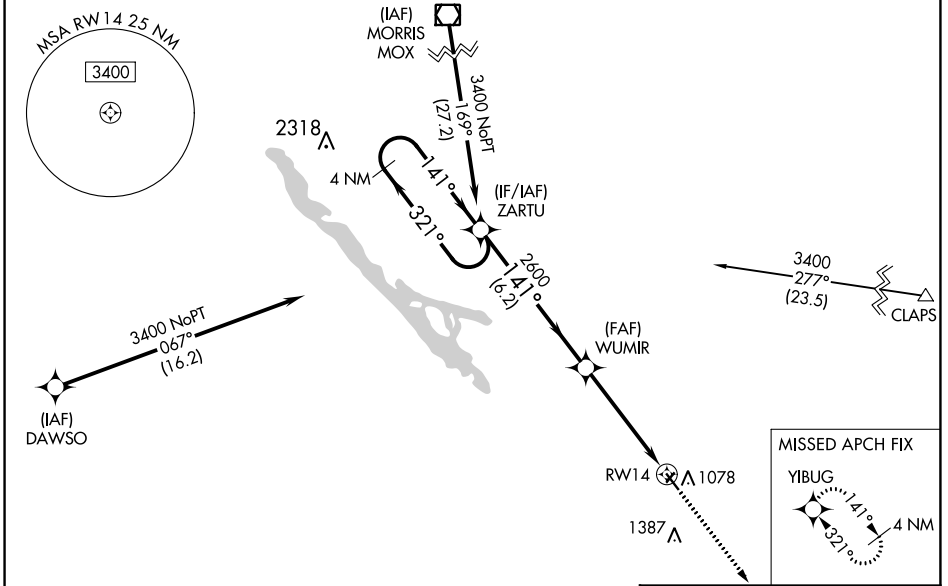 MSA RW14 25 NM
3400
(IAF)
MORRIS
MOX
3400 NoPT
169°
(27.2)
2318
4 NM
141°
321°
(IF/IAF)
ZARTU
2600
141°
(6.2)
3400
277°
(23.5)
CLAPS
(FAF)
WUMIR
3400 NoPT
067°
(16.2)
(IAF)
DAWSO
RW14
1078
1387
MISSED APCH FIX
YIBUG
141°
321°
4 NM